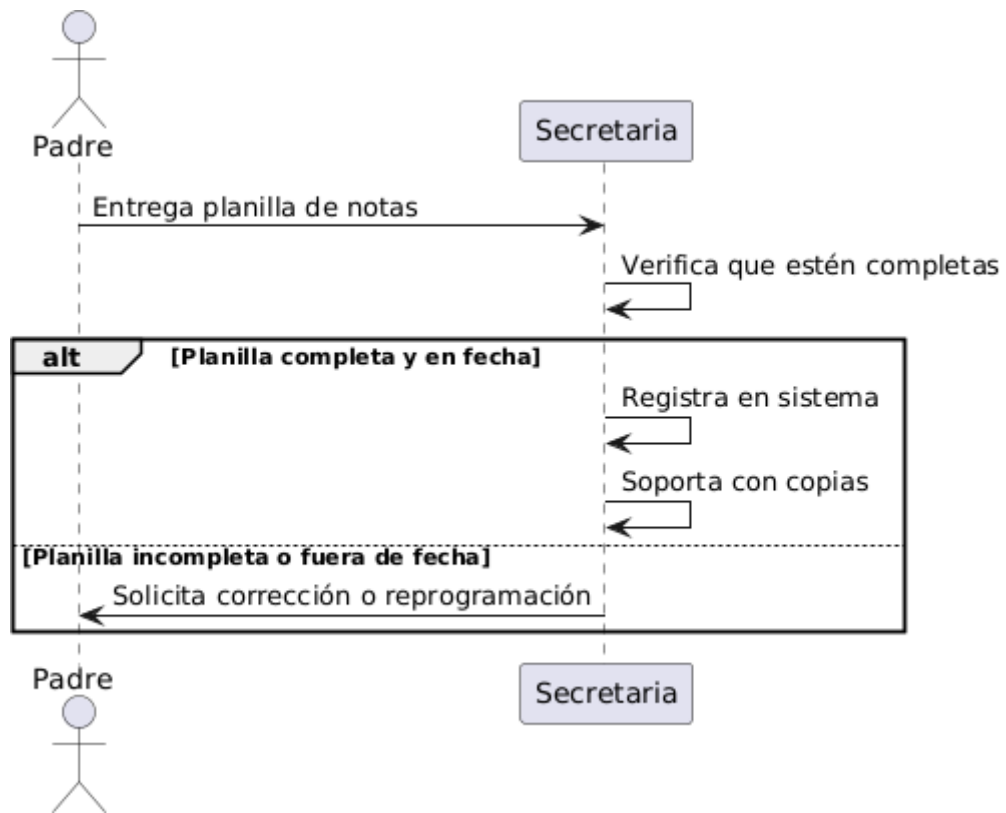 Padre
Secretaria
Entrega planilla de notas
Verifica que estén completas
alt
[Planilla completa y en fecha]
Registra en sistema
Soporta con copias
[Planilla incompleta o fuera de fecha]
Solicita corrección o reprogramación
Padre
Secretaria